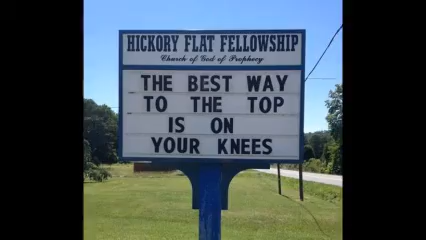 HICKORY FLAT FELLOWSHIP
Church of God of Prophecy
THE BEST WAY
TO THE TOP
IS ON
YOUR KNEES